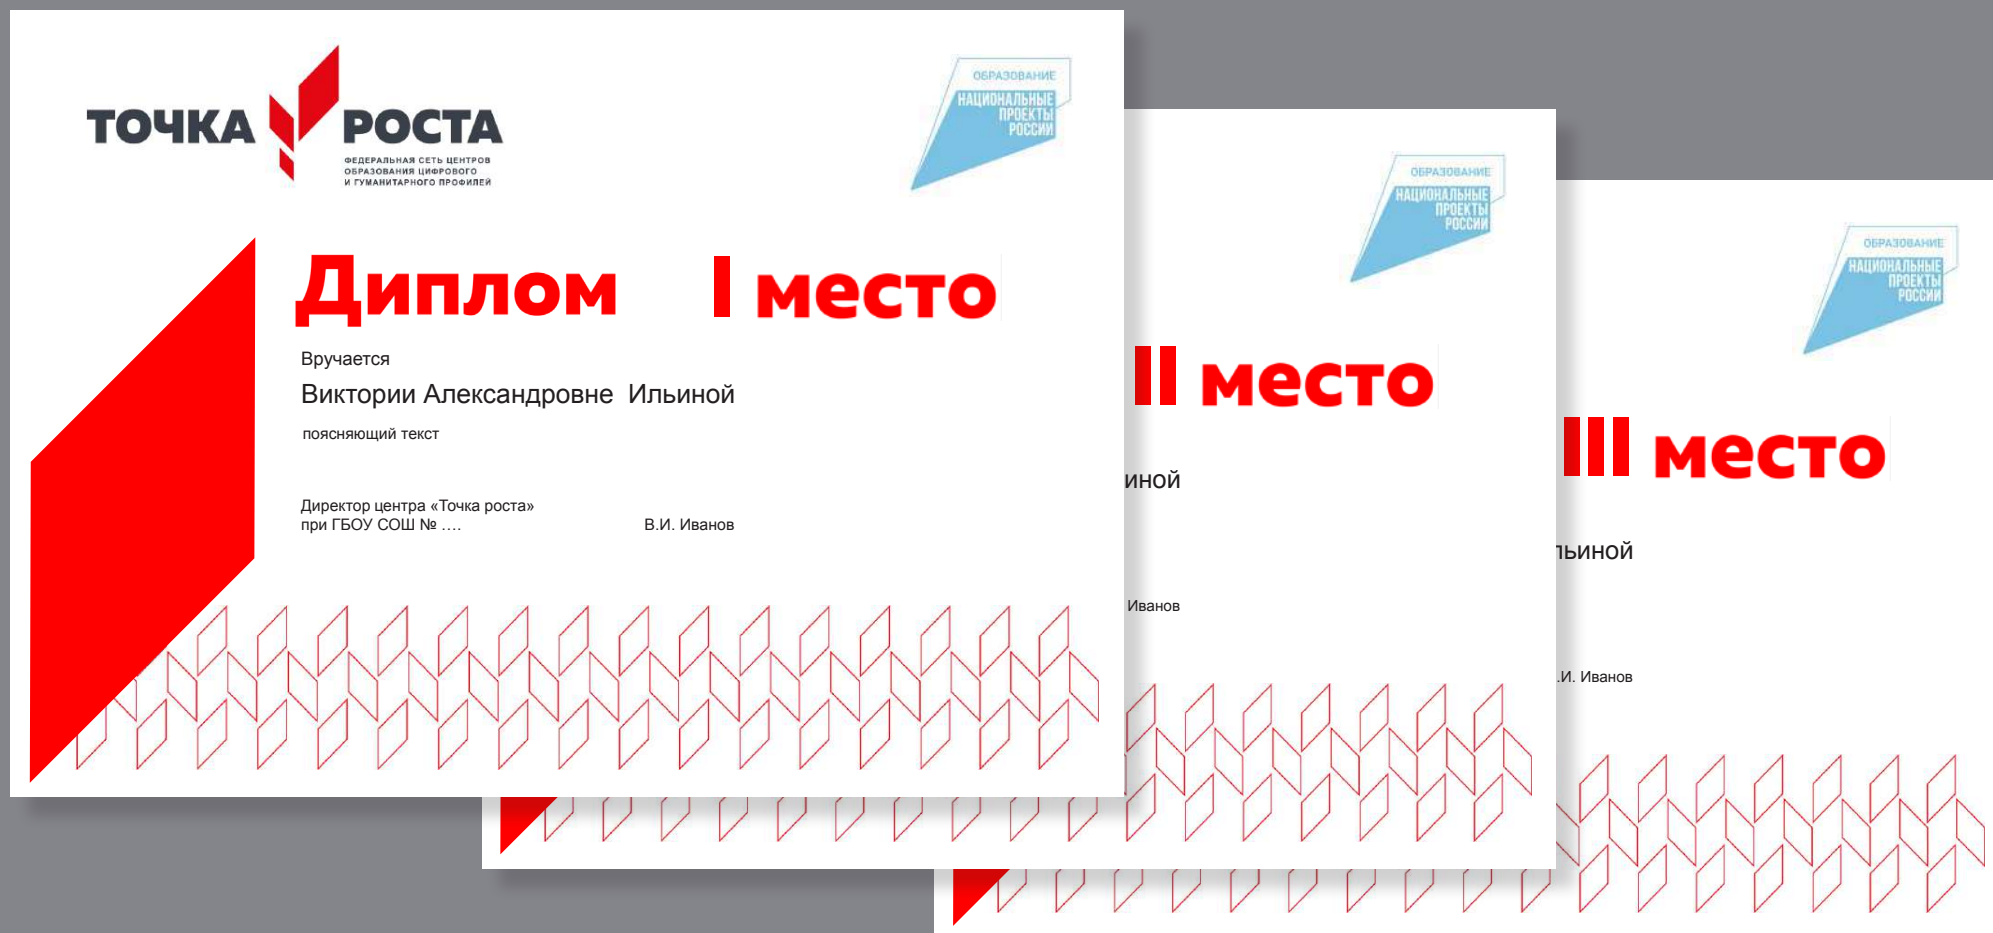 ТОЧКА РОСТА
ФЕДЕРАЛЬНАЯ СЕТЬ ЦЕНТРОВ
ОБРАЗОВАНИЯ ЦИФРОВОГО
И ГУМАНИТАРНОГО ПРОФИЛЕЙ
ОБРАЗОВАНИЕ
НАЦИОНАЛЬНЫЕ
ПРОЕКТЫ
РОССИИ
Диплом I место
Вручается
Виктории Александровне Ильиной
поясняющий текст
Директор центра «Точка роста»
при ГБОУ СОШ № .... В.И. Иванов
ОБРАЗОВАНИЕ
НАЦИОНАЛЬНЫЕ
ПРОЕКТЫ
РОССИИ
II место
иной
Иванов
ОБРАЗОВАНИЕ
НАЦИОНАЛЬНЫЕ
ПРОЕКТЫ
РОССИИ
III место
льиной
.И. Иванов